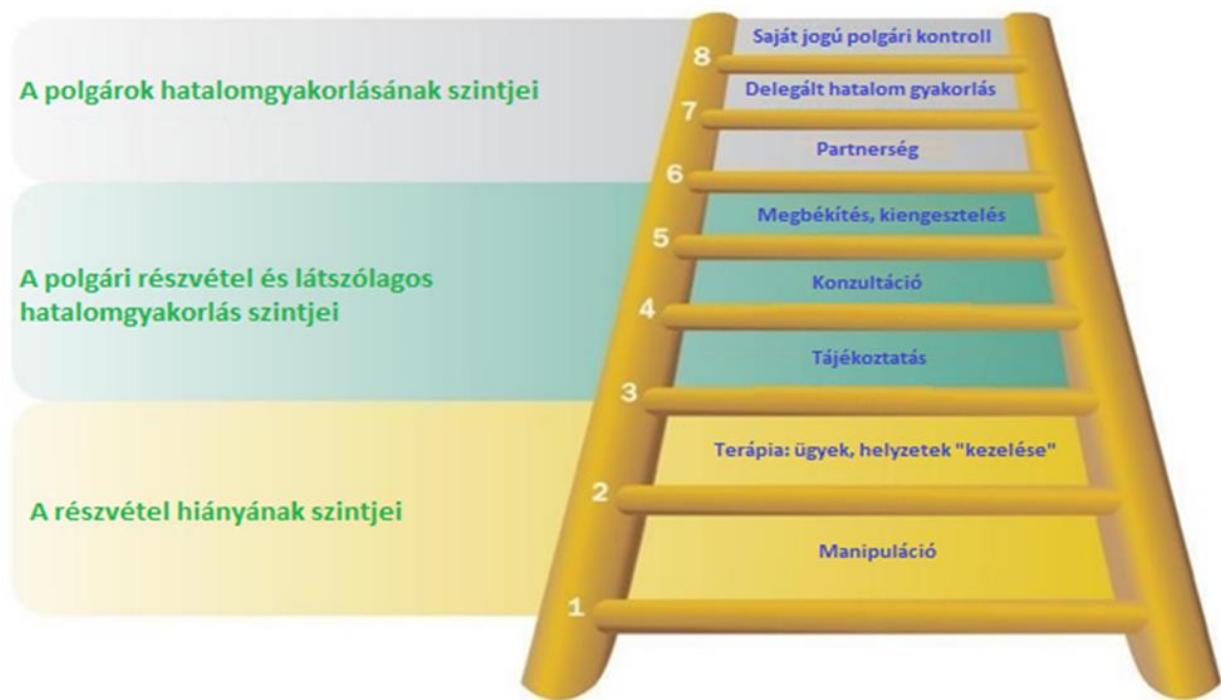 A polgárok hatalomgyakorlásának szintjei
8
Saját jogú polgári kontroll
7
Delegált hatalom gyakorlás
6
Partnerség
A polgári részvétel és látszólagos
hatalomgyakorlás szintjei
5
Megbékítés, kiengesztelés
4
Konzultáció
3
Tájékoztatás
A részvétel hiányának szintjei
2
Terápia: ügyek, helyzetek "kezelése"
1
Manipuláció